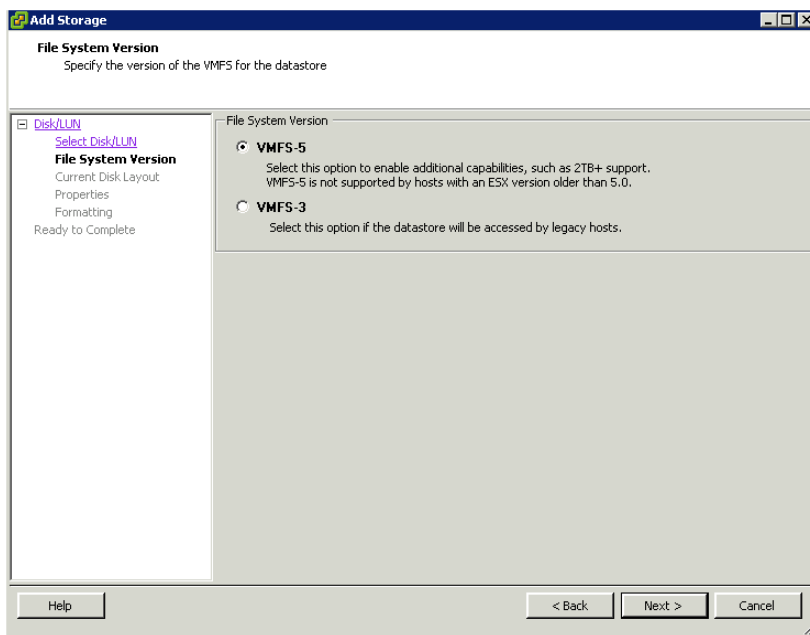 Add Storage
File System Version
Specify the version of the VMFS for the datastore
Disk/LUN
Select Disk/LUN
File System Version
Current Disk Layout
Properties
Formatting
Ready to Complete
File System Version
VMFS-5
Select this option to enable additional capabilities, such as 2TB+ support.
VMFS-5 is not supported by hosts with an ESX version older than 5.0.
VMFS-3
Select this option if the datastore will be accessed by legacy hosts.
Help
< Back
Next >
Cancel